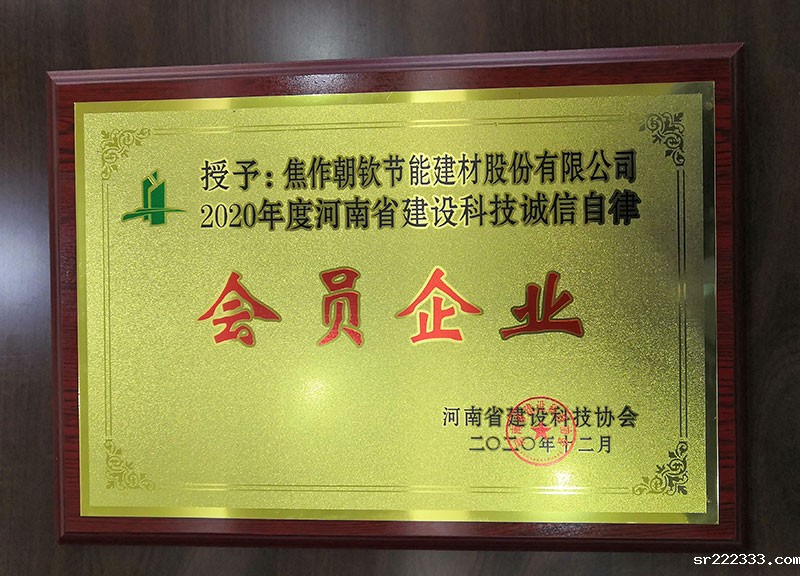 授予：焦作朝钦节能建材股份有限公司
2020年度河南省建设科技诚信自律
会员企业
河南省建设科技协会
二〇二〇年十二月
sr222333.com